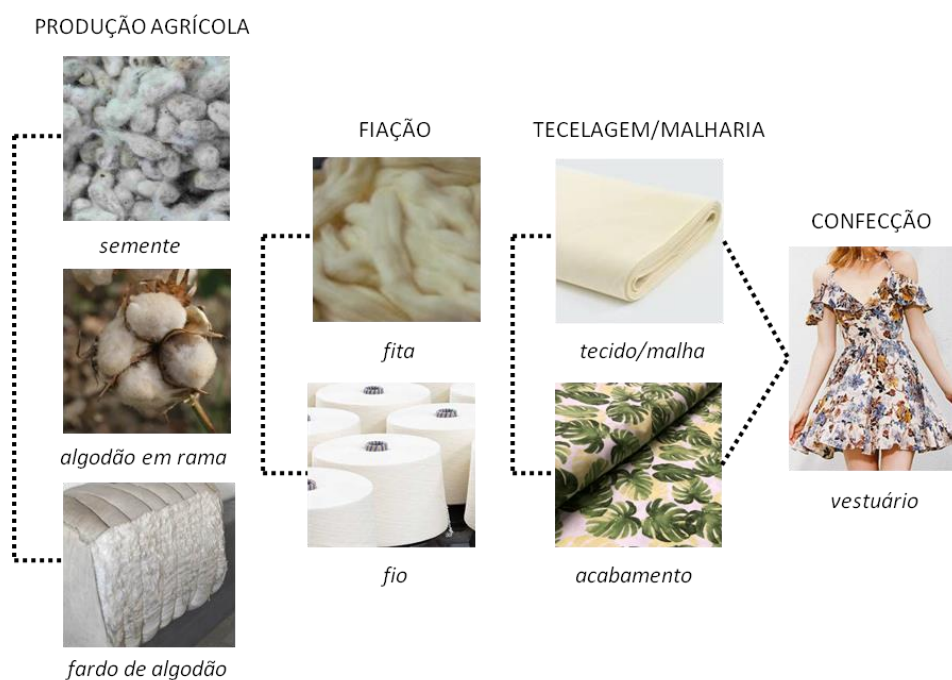 PRODUÇÃO AGRÍCOLA
semente
algodão em rama
fardo de algodão
FIAÇÃO
fita
fio
TECELAGEM/MALHARIA
tecido/malha
acabamento
CONFECÇÃO
vestuário